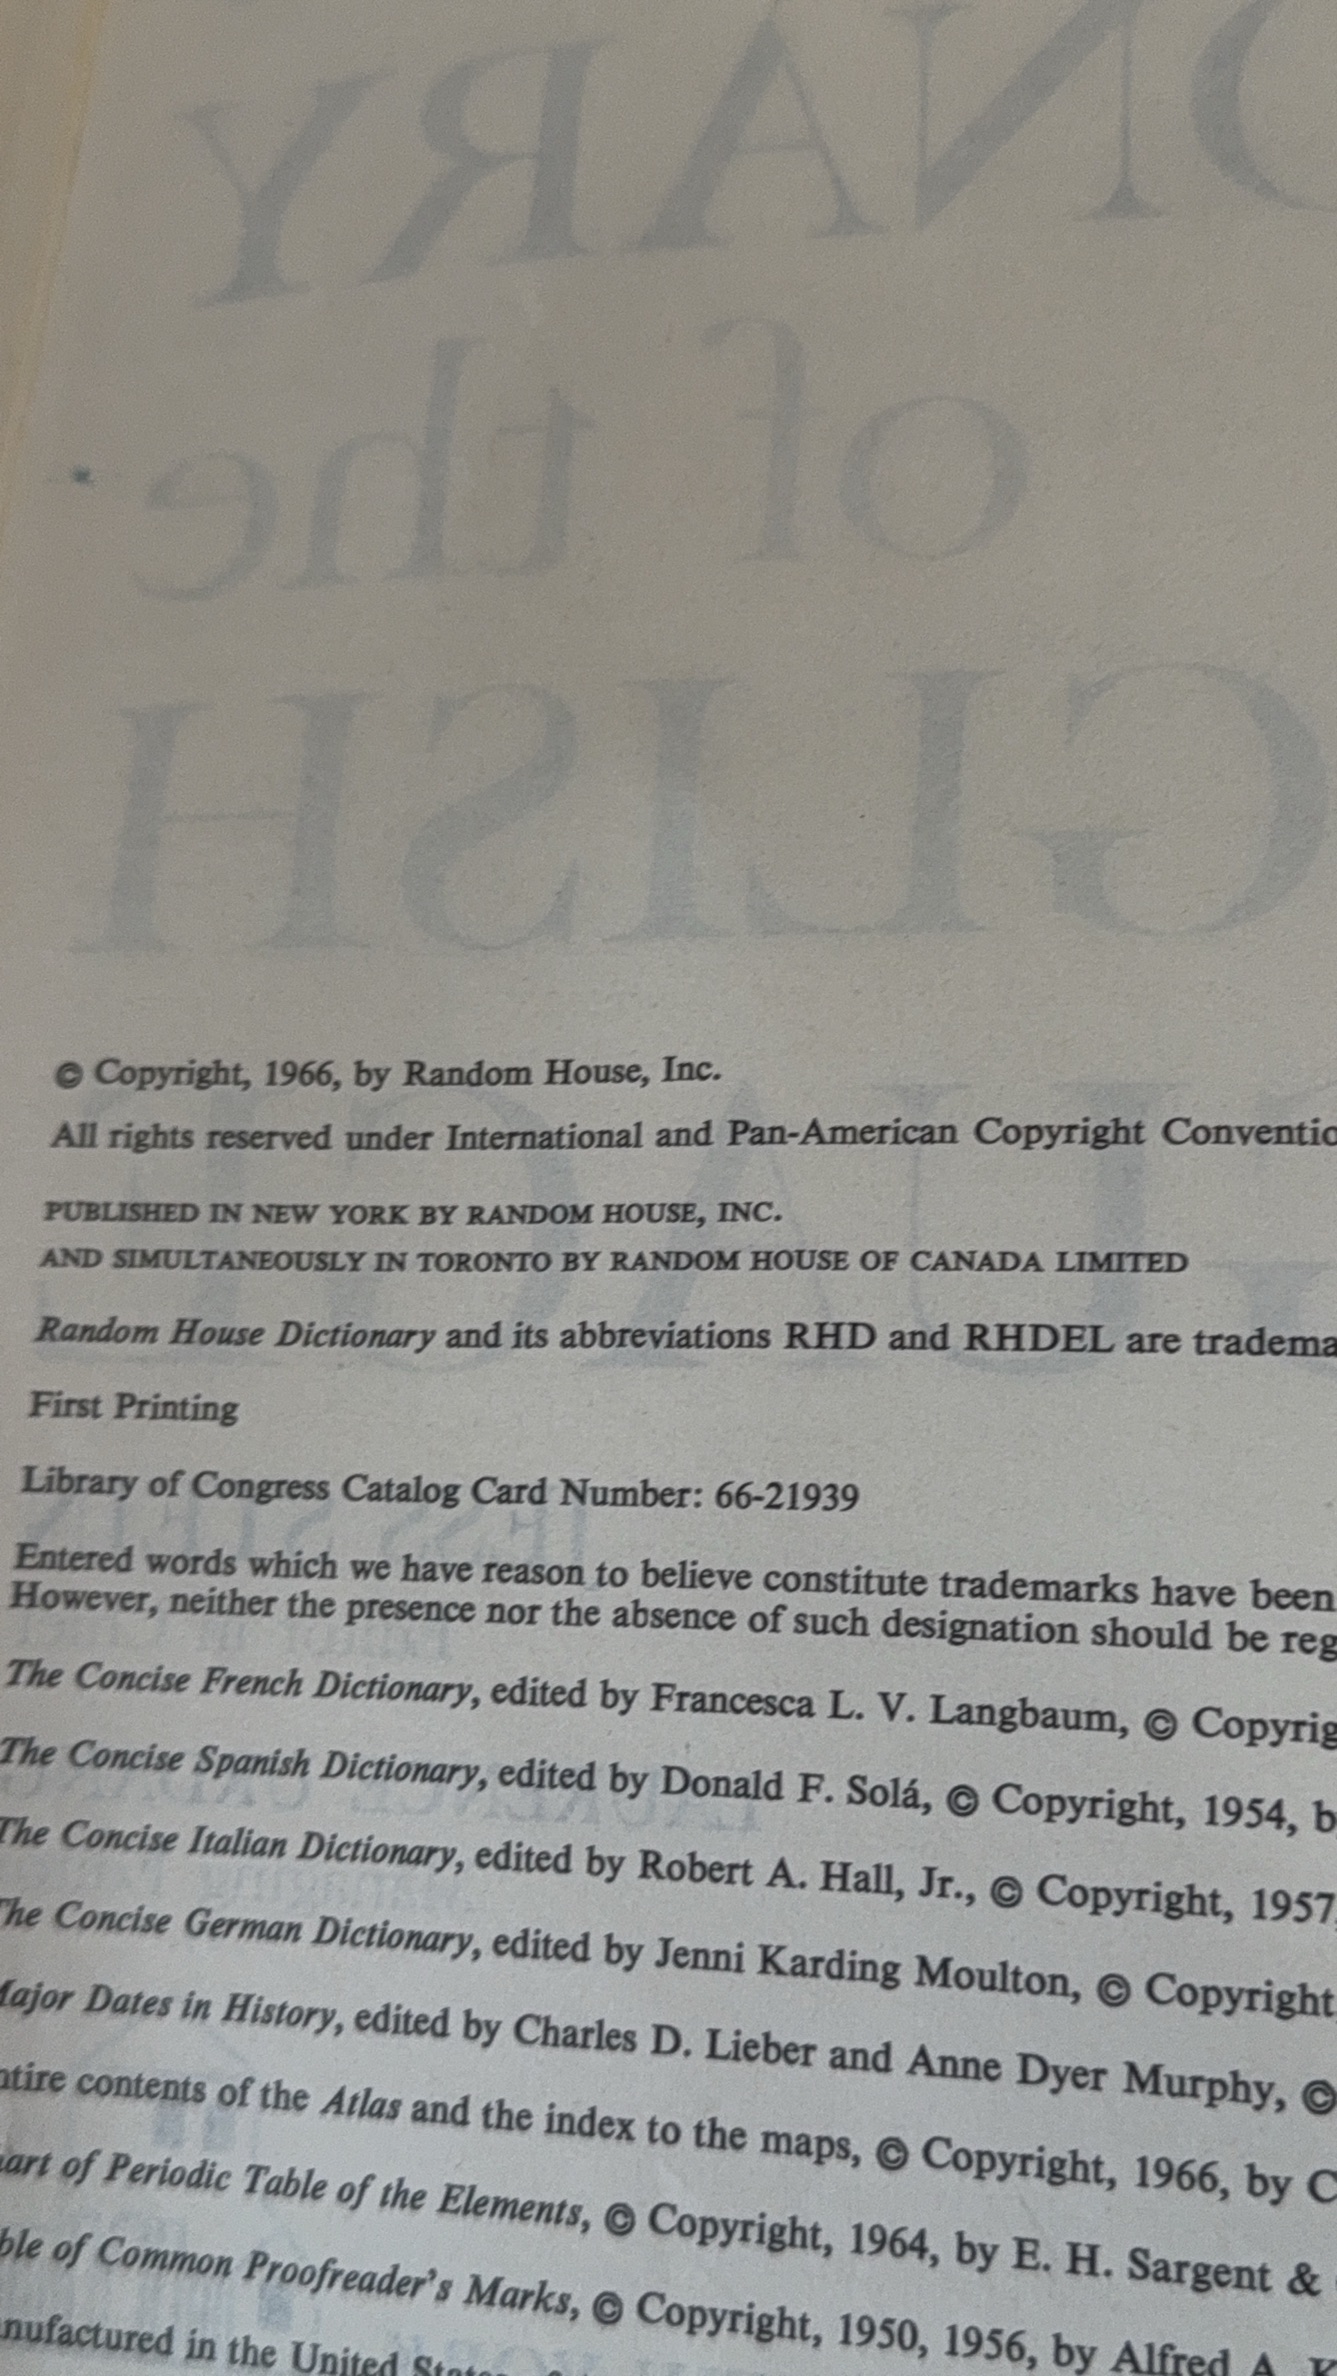 © Copyright, 1966, by Random House, Inc.
All rights reserved under International and Pan-American Copyright Conventio
PUBLISHED IN NEW YORK BY RANDOM HOUSE, INC.
AND SIMULTANEOUSLY IN TORONTO BY RANDOM HOUSE OF CANADA LIMITED
Random House Dictionary and its abbreviations RHD and RHDEL are tradema
First Printing
Library of Congress Catalog Card Number: 66-21939
Entered words which we have reason to believe constitute trademarks have been
However, neither the presence nor the absence of such designation should be reg
The Concise French Dictionary, edited by Francesca L. V. Langbaum, © Copyrig
The Concise Spanish Dictionary, edited by Donald F. Solá, © Copyright, 1954, b
The Concise Italian Dictionary, edited by Robert A. Hall, Jr., © Copyright, 1957,
The Concise German Dictionary, edited by Jenni Karding Moulton, © Copyright,
Major Dates in History, edited by Charles D. Lieber and Anne Dyer Murphy, ©
ntire contents of the Atlas and the index to the maps, © Copyright, 1966, by C
art of Periodic Table of the Elements, © Copyright, 1964, by E. H. Sargent &
ble of Common Proofreader's Marks, © Copyright, 1950, 1956, by Alfred A. K
nufactured in the United States